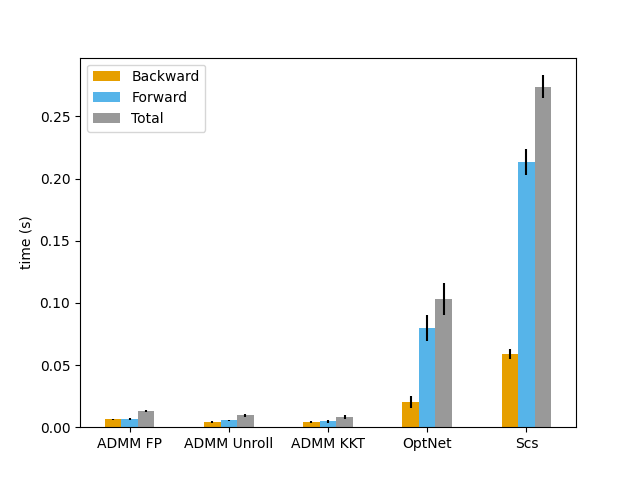 Backward
Forward
Total
time (s)
0.25
0.20
0.15
0.10
0.05
0.00
ADMM FP
ADMM Unroll
ADMM KKT
OptNet
Scs